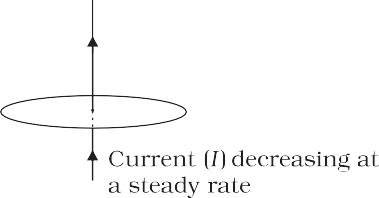 Current (I) decreasing at
a steady rate